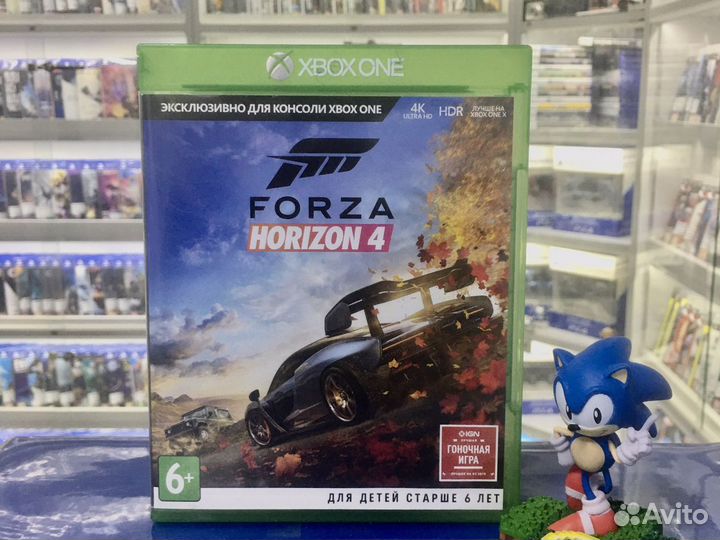 XBOX ONE
ЭКСКЛЮЗИВНО ДЛЯ КОНСОЛИ XBOX ONE
4K
ULTRA HD
HDR
ЛУЧШЕ НА
XBOX ONE X
FORZA
HORIZON 4
IGN
ЛУЧШАЯ
ГОНОЧНАЯ
ИГРА
6+
ДЛЯ ДЕТЕЙ СТАРШЕ 6 ЛЕТ
Avito